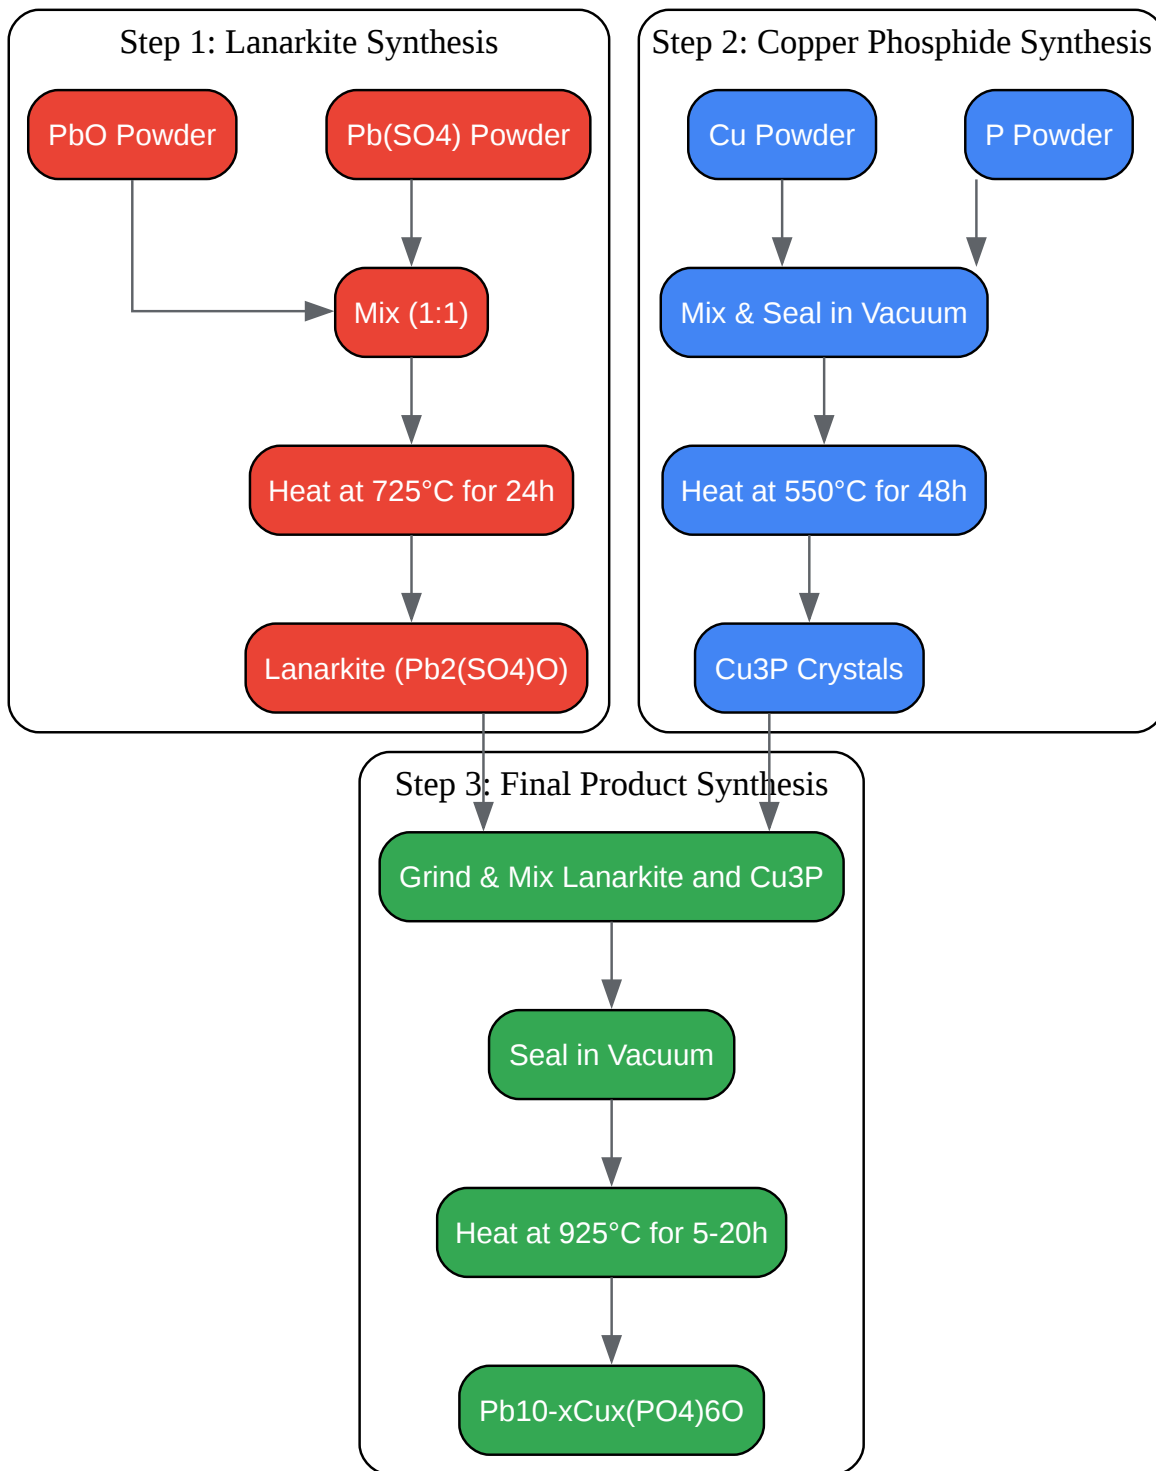 Step 1: Lanarkite Synthesis
PbO Powder
Pb(SO4) Powder
Mix (1:1)
Heat at 725°C for 24h
Lanarkite (Pb2(SO4)O)
Step 2: Copper Phosphide Synthesis
Cu Powder
P Powder
Mix & Seal in Vacuum
Heat at 550°C for 48h
Cu3P Crystals
Step 3: Final Product Synthesis
Grind & Mix Lanarkite and Cu3P
Seal in Vacuum
Heat at 925°C for 5-20h
Pb10-xCux(PO4)6O